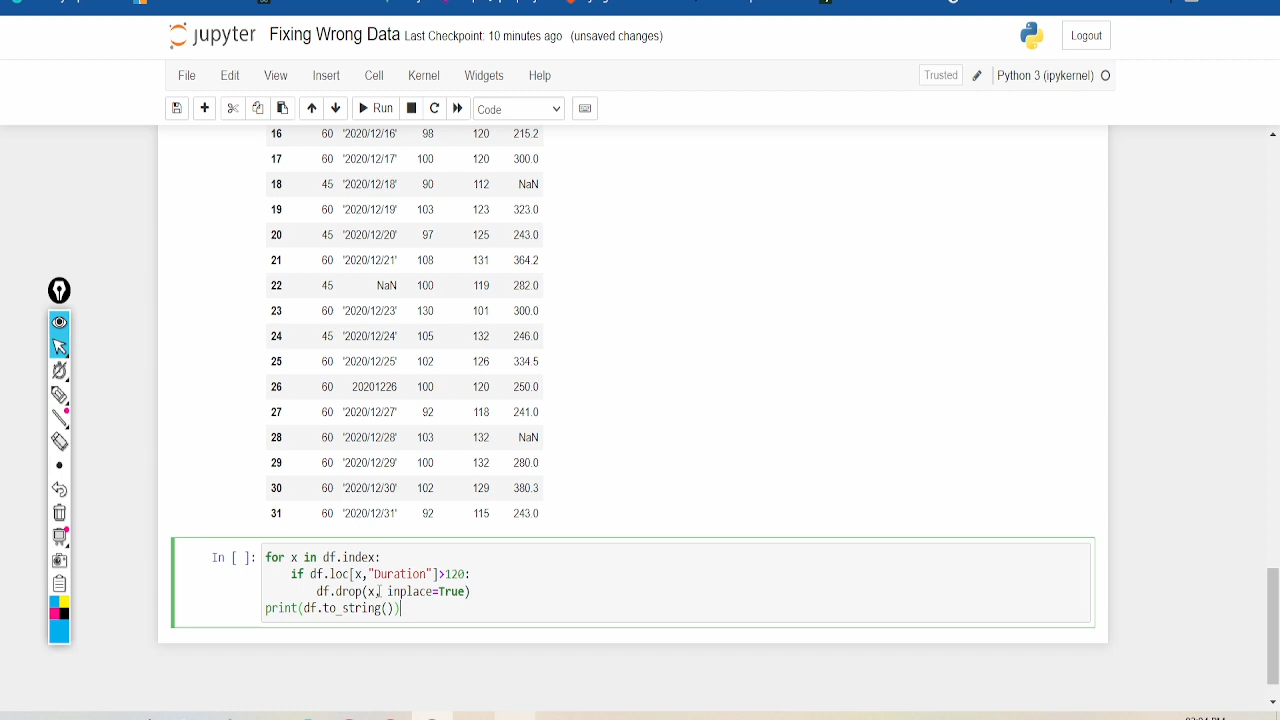 jupyter Fixing Wrong Data Last Checkpoint: 10 minutes ago (unsaved changes) Logout
File Edit View Insert Cell Kernel Widgets Help Trusted Python 3 (ipykernel)
Run Code
16 60 '2020/12/16' 98 120 215.2
17 60 '2020/12/17' 100 120 300.0
18 45 '2020/12/18' 90 112 NaN
19 60 '2020/12/19' 103 123 323.0
20 45 '2020/12/20' 97 125 243.0
21 60 '2020/12/21' 108 131 364.2
22 45 NaN 100 119 282.0
23 60 '2020/12/23' 130 101 300.0
24 45 '2020/12/24' 105 132 246.0
25 60 '2020/12/25' 102 126 334.5
26 60 20201226 100 120 250.0
27 60 '2020/12/27' 92 118 241.0
28 60 '2020/12/28' 103 132 NaN
29 60 '2020/12/29' 100 132 280.0
30 60 '2020/12/30' 102 129 380.3
31 60 '2020/12/31' 92 115 243.0
In [ ]: for x in df.index:
if df.loc[x,"Duration"]>120:
df.drop(x, inplace=True)
print(df.to_string())